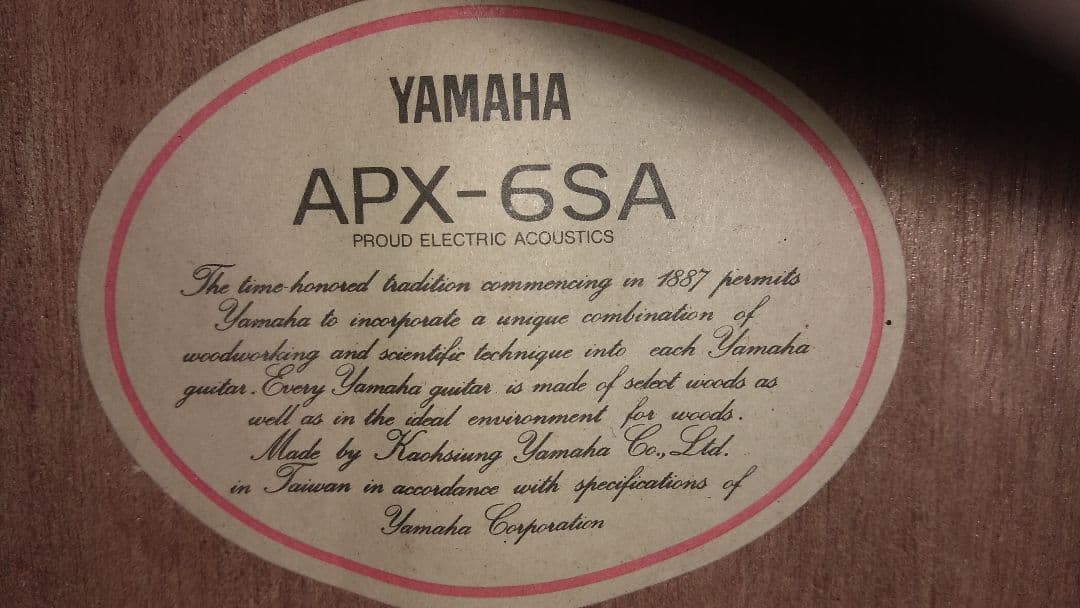 YAMAHA
APX-6SA
PROUD ELECTRIC ACOUSTICS
The time-honored tradition commencing in 1887 permits
Yamaha to incorporate a unique combination of
woodworking and scientific technique into each Yamaha
guitar. Every Yamaha guitar is made of select woods as
well as in the ideal environment for woods.
Made by Kaohsiung Yamaha Co., Ltd.
in Taiwan in accordance with specifications of
Yamaha Corporation